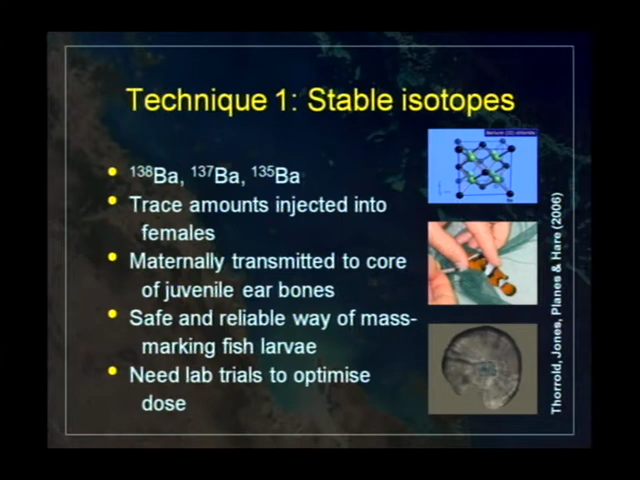 Technique 1: Stable isotopes
• ¹³⁸Ba, ¹³⁷Ba, ¹³⁵Ba
• Trace amounts injected into
females
• Maternally transmitted to core
of juvenile ear bones
• Safe and reliable way of mass-
marking fish larvae
• Need lab trials to optimise
dose
Thorrold, Jones, Planes & Hare (2006)